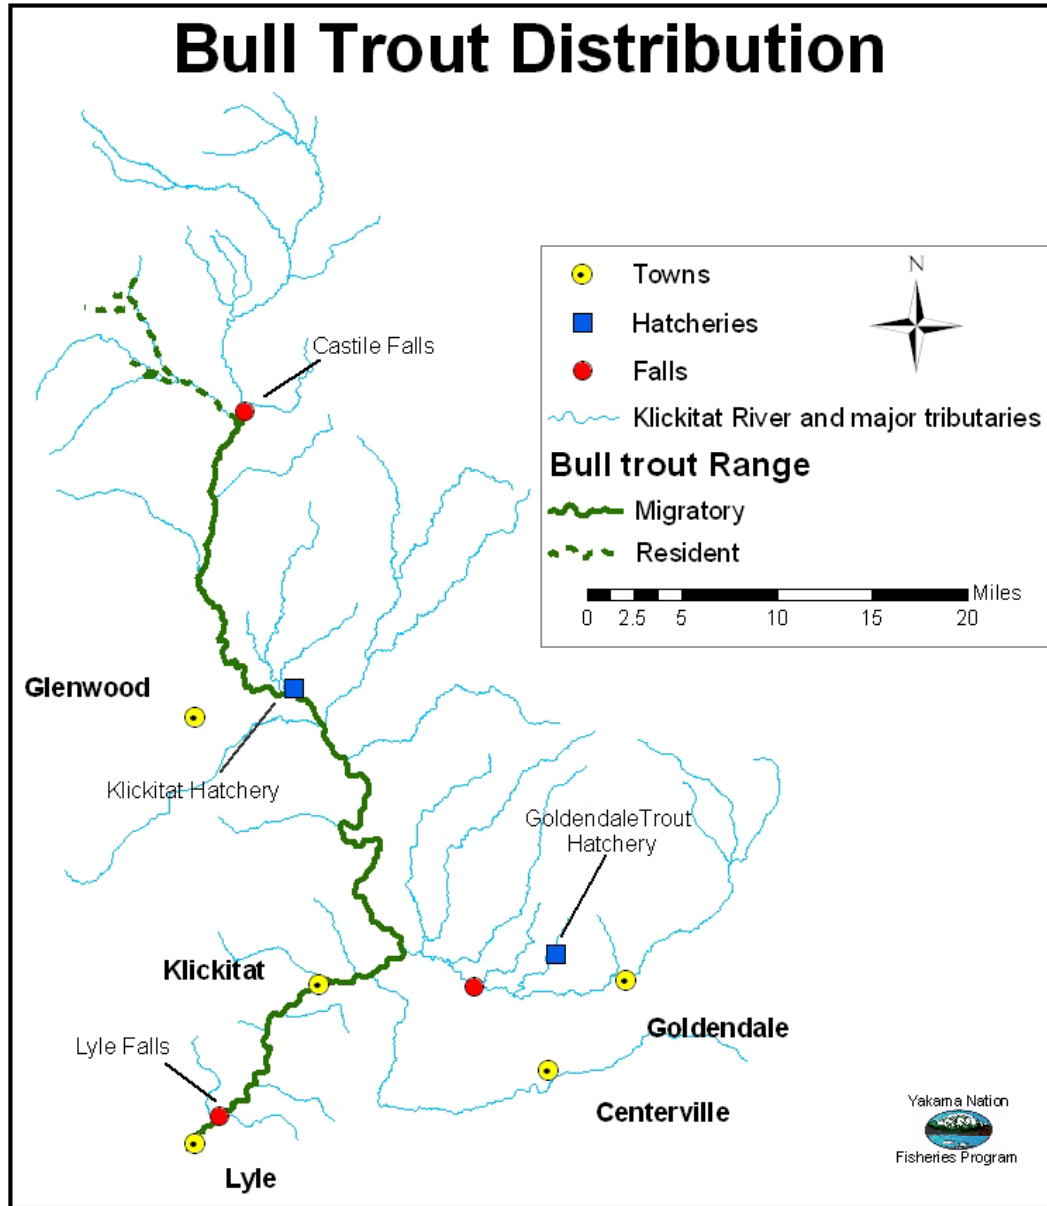 Bull Trout Distribution
N
Towns
Hatcheries
Castile Falls
Falls
Klickitat River and major tributaries
Bull trout Range
Migratory
Resident
Miles
0 2.5 5 10 15 20
Glenwood
Klickitat Hatchery
GoldendaleTrout
Hatchery
Klickitat
Goldendale
Lyle Falls
Centerville
Yakama Nation
Fisheries Program
Lyle